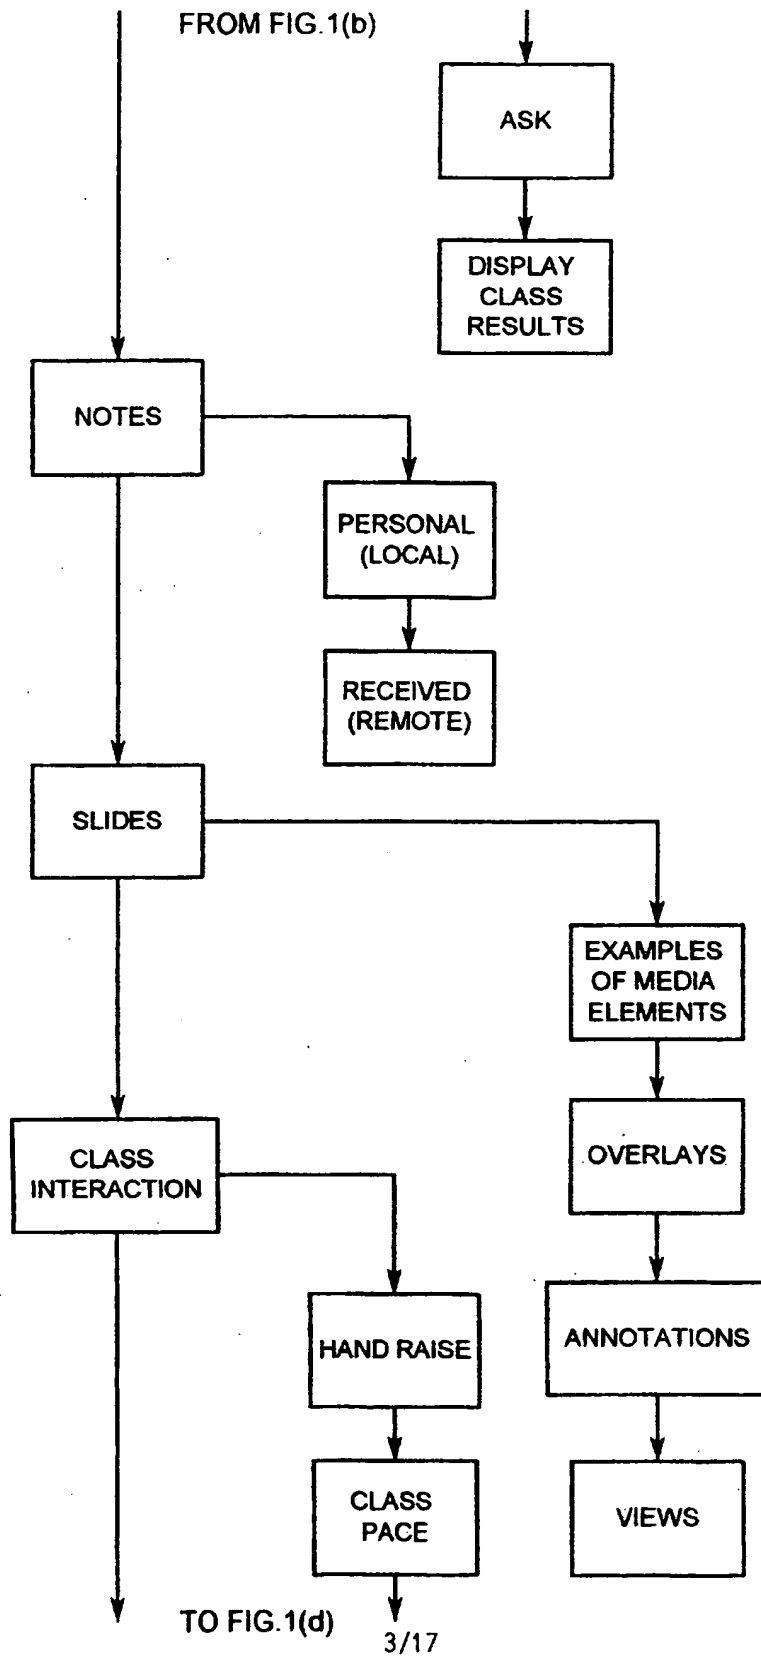 FROM FIG.1(b)
ASK
DISPLAY
CLASS
RESULTS
NOTES
PERSONAL
(LOCAL)
RECEIVED
(REMOTE)
SLIDES
EXAMPLES
OF MEDIA
ELEMENTS
CLASS
INTERACTION
OVERLAYS
HAND RAISE
ANNOTATIONS
CLASS
PACE
VIEWS
TO FIG.1(d)
3/17